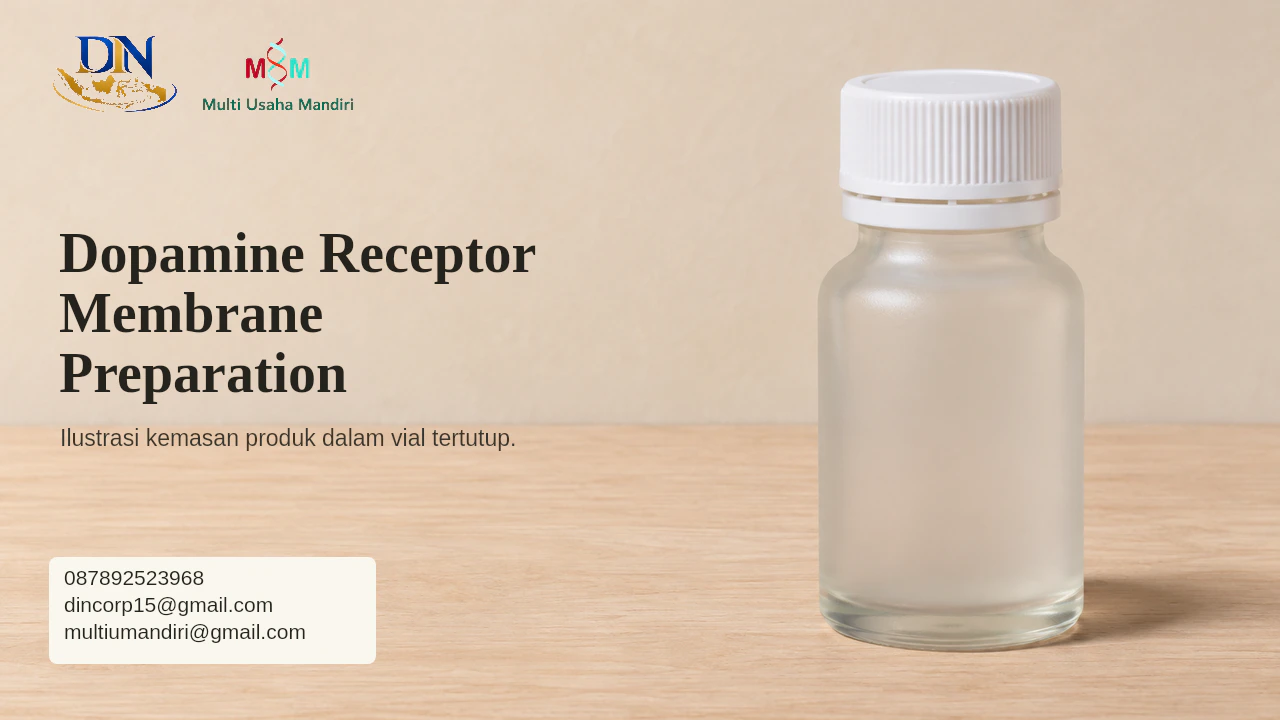 DIN
MSM
Multi Usaha Mandiri
Dopamine Receptor
Membrane
Preparation
Ilustrasi kemasan produk dalam vial tertutup.
087892523968
dincorp15@gmail.com
multiumandiri@gmail.com